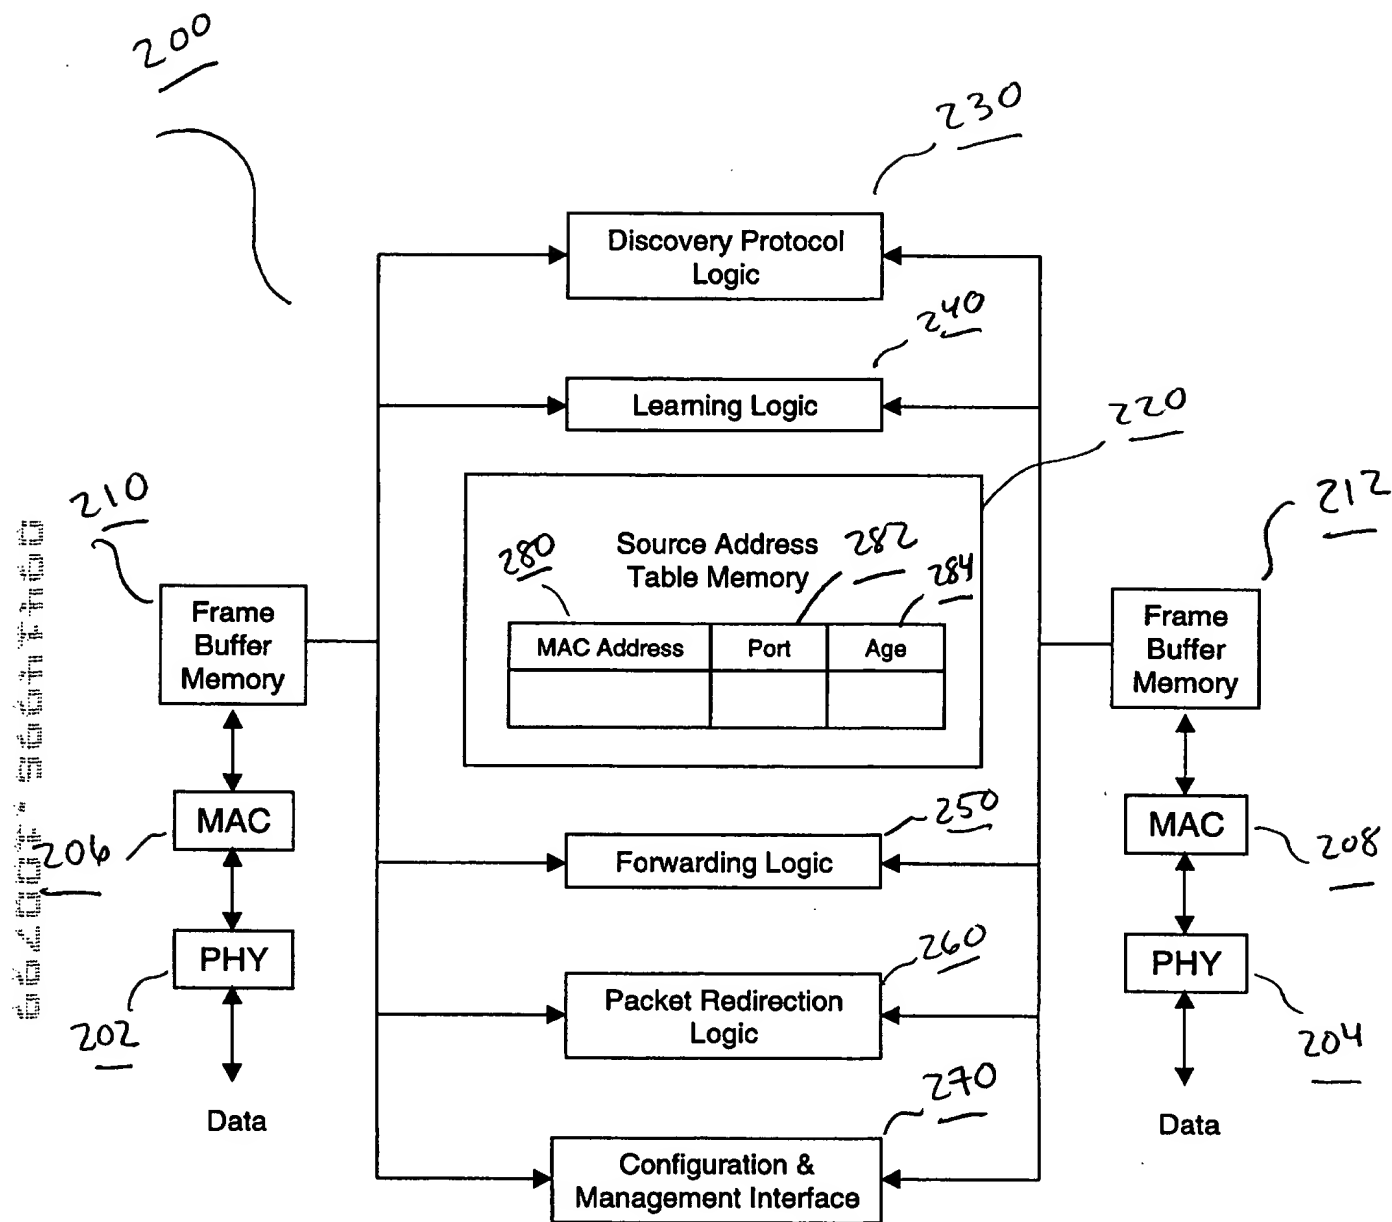 200
230
Discovery Protocol
Logic
240
Learning Logic
220
210
212
Source Address
Table Memory
280
282
284
MAC Address Port Age
Frame
Buffer
Memory
Frame
Buffer
Memory
MAC
206
250
Forwarding Logic
MAC
208
PHY
202
Data
260
Packet Redirection
Logic
PHY
204
Data
270
Configuration &
Management Interface